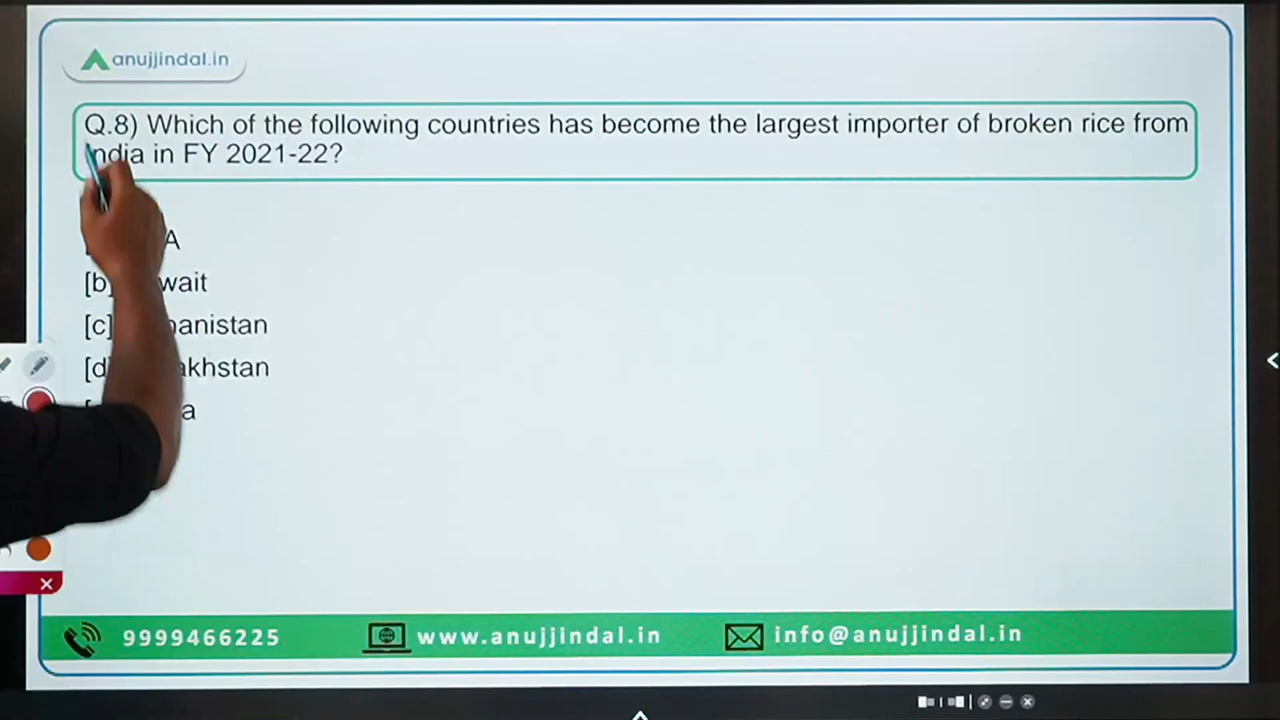 anujjindal.in
Q.8) Which of the following countries has become the largest importer of broken rice from
India in FY 2021-22?
A
[b] wait
[c] hanistan
[d] akhstan
a
9999466225
www.anujjindal.in
info@anujjindal.in